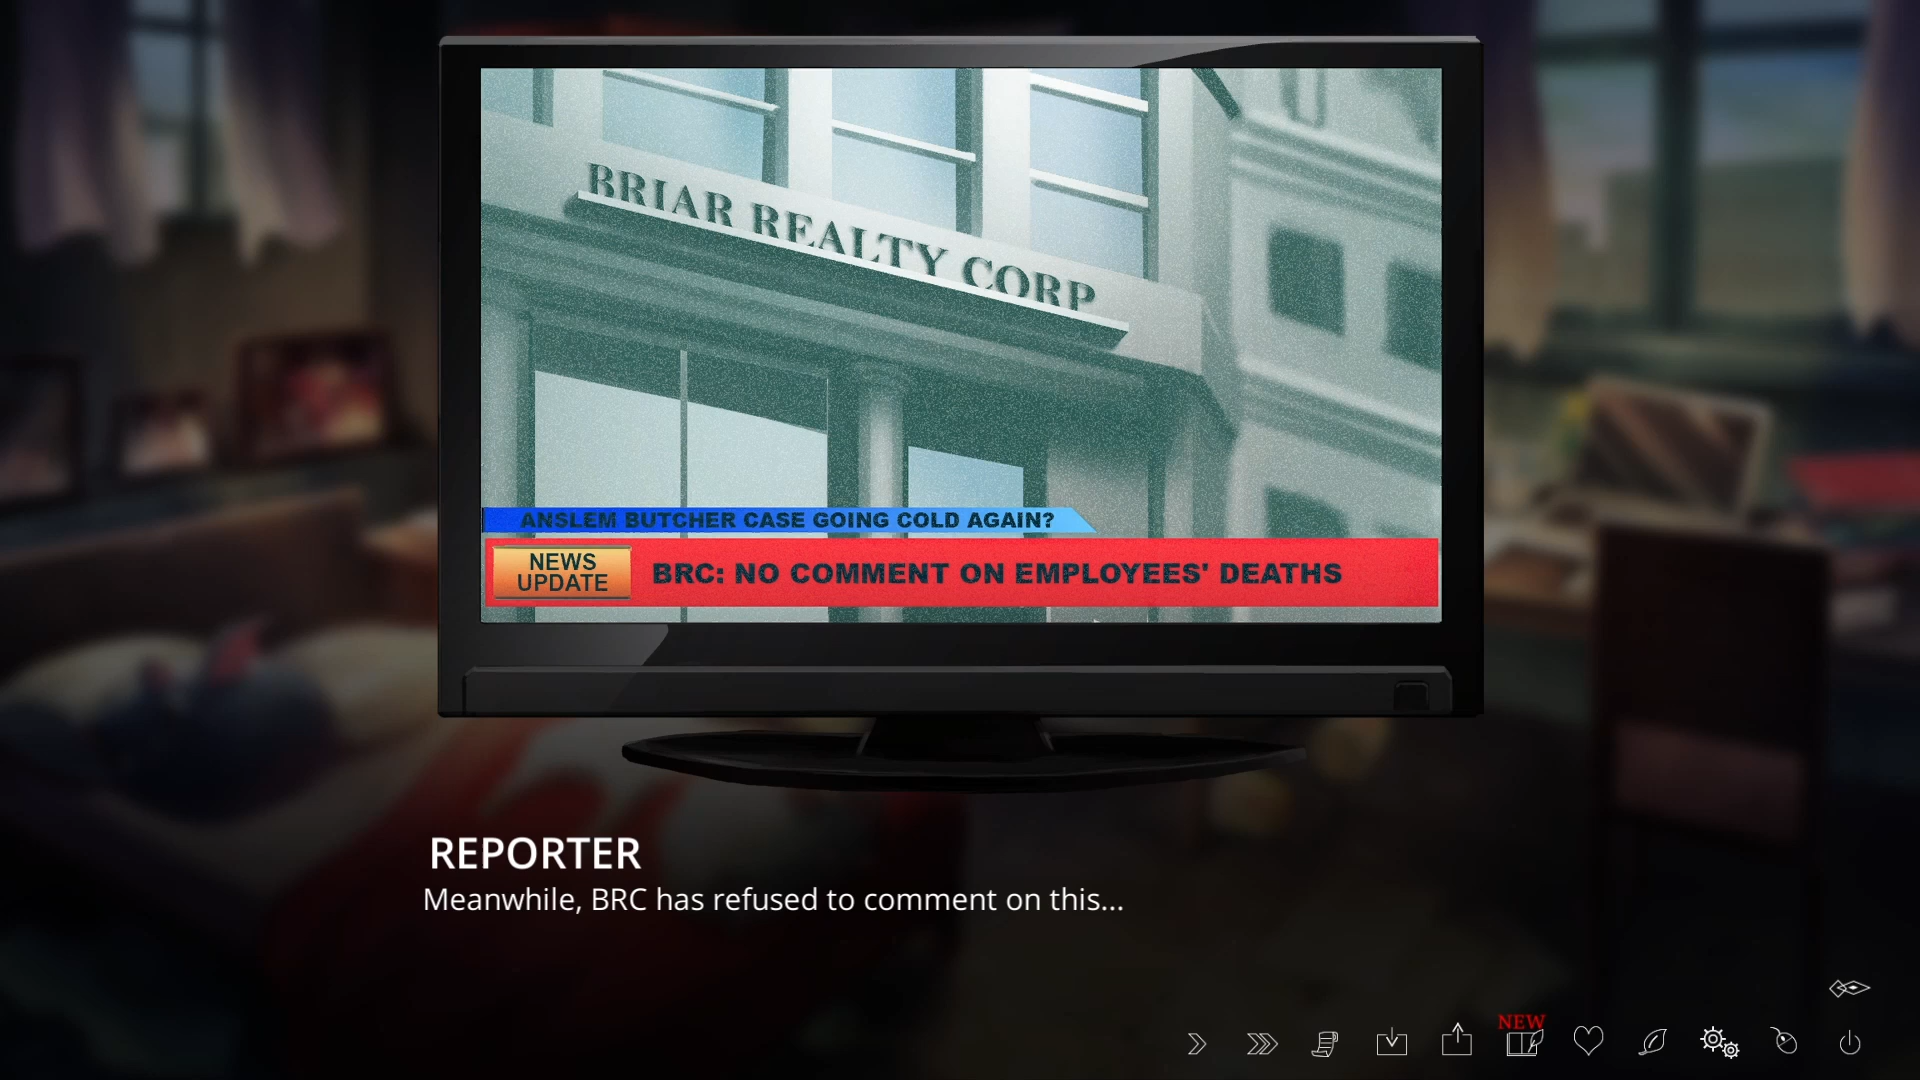 BRIAR REALTY CORP
ANSLEM BUTCHER CASE GOING COLD AGAIN?
NEWS
UPDATE
BRC: NO COMMENT ON EMPLOYEES' DEATHS
REPORTER
Meanwhile, BRC has refused to comment on this...
NEW